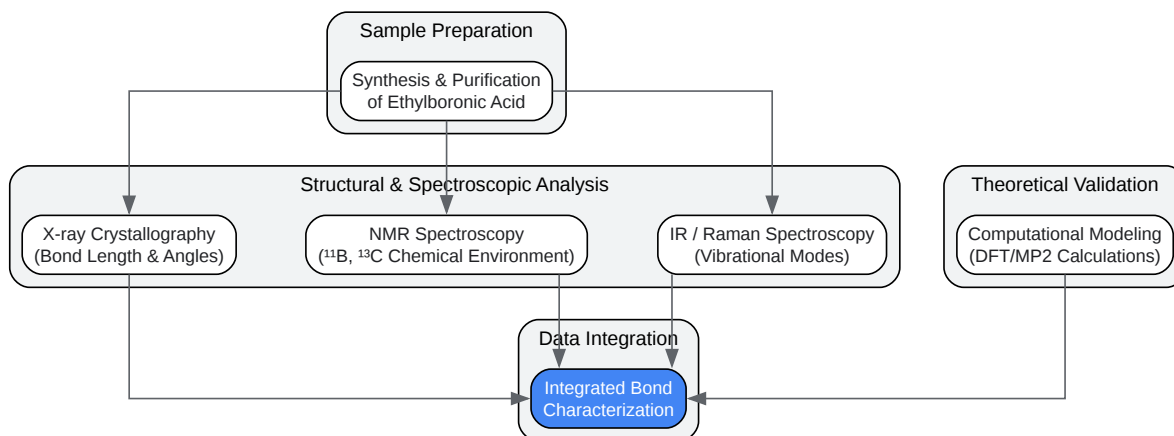 Sample Preparation
Synthesis & Purification
of Ethylboronic Acid
Structural & Spectroscopic Analysis
X-ray Crystallography
(Bond Length & Angles)
NMR Spectroscopy
(¹¹B, ¹³C Chemical Environment)
IR / Raman Spectroscopy
(Vibrational Modes)
Theoretical Validation
Computational Modeling
(DFT/MP2 Calculations)
Data Integration
Integrated Bond
Characterization